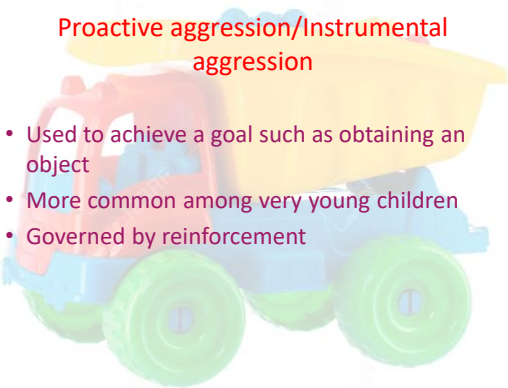 Proactive aggression/Instrumental
aggression
• Used to achieve a goal such as obtaining an
object
• More common among very young children
• Governed by reinforcement